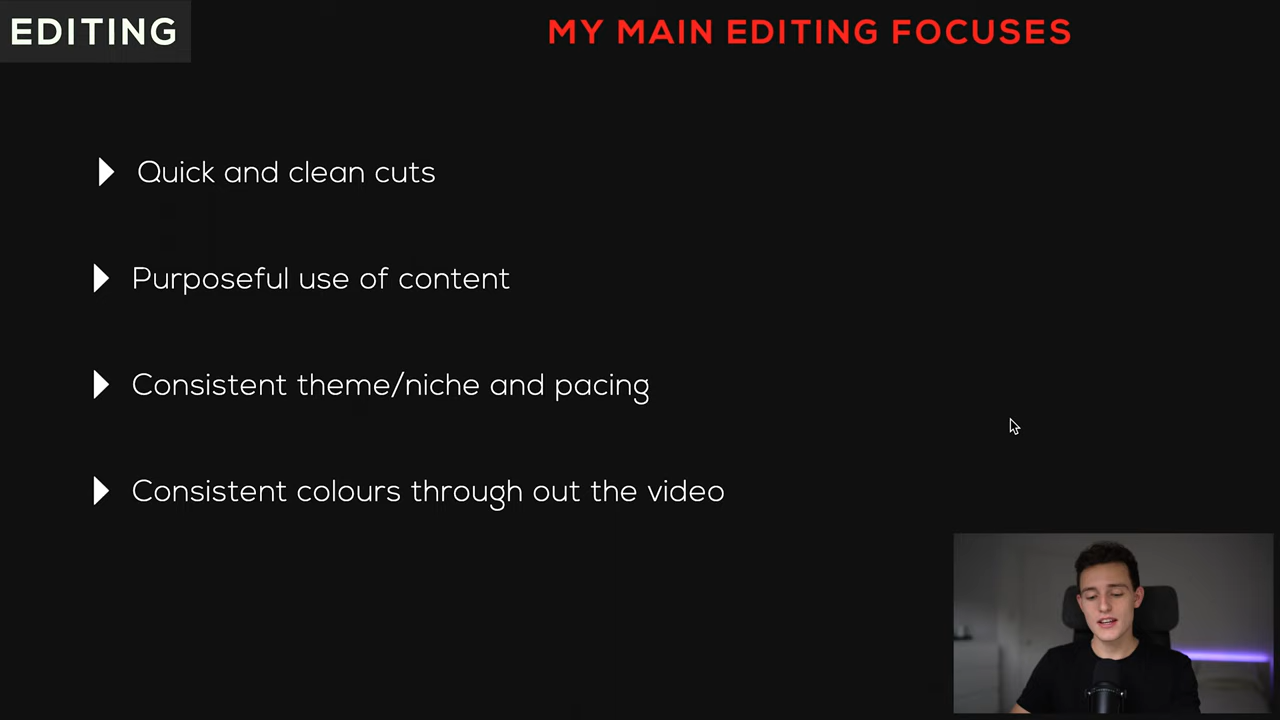 EDITING
MY MAIN EDITING FOCUSES
Quick and clean cuts
Purposeful use of content
Consistent theme/niche and pacing
Consistent colours through out the video